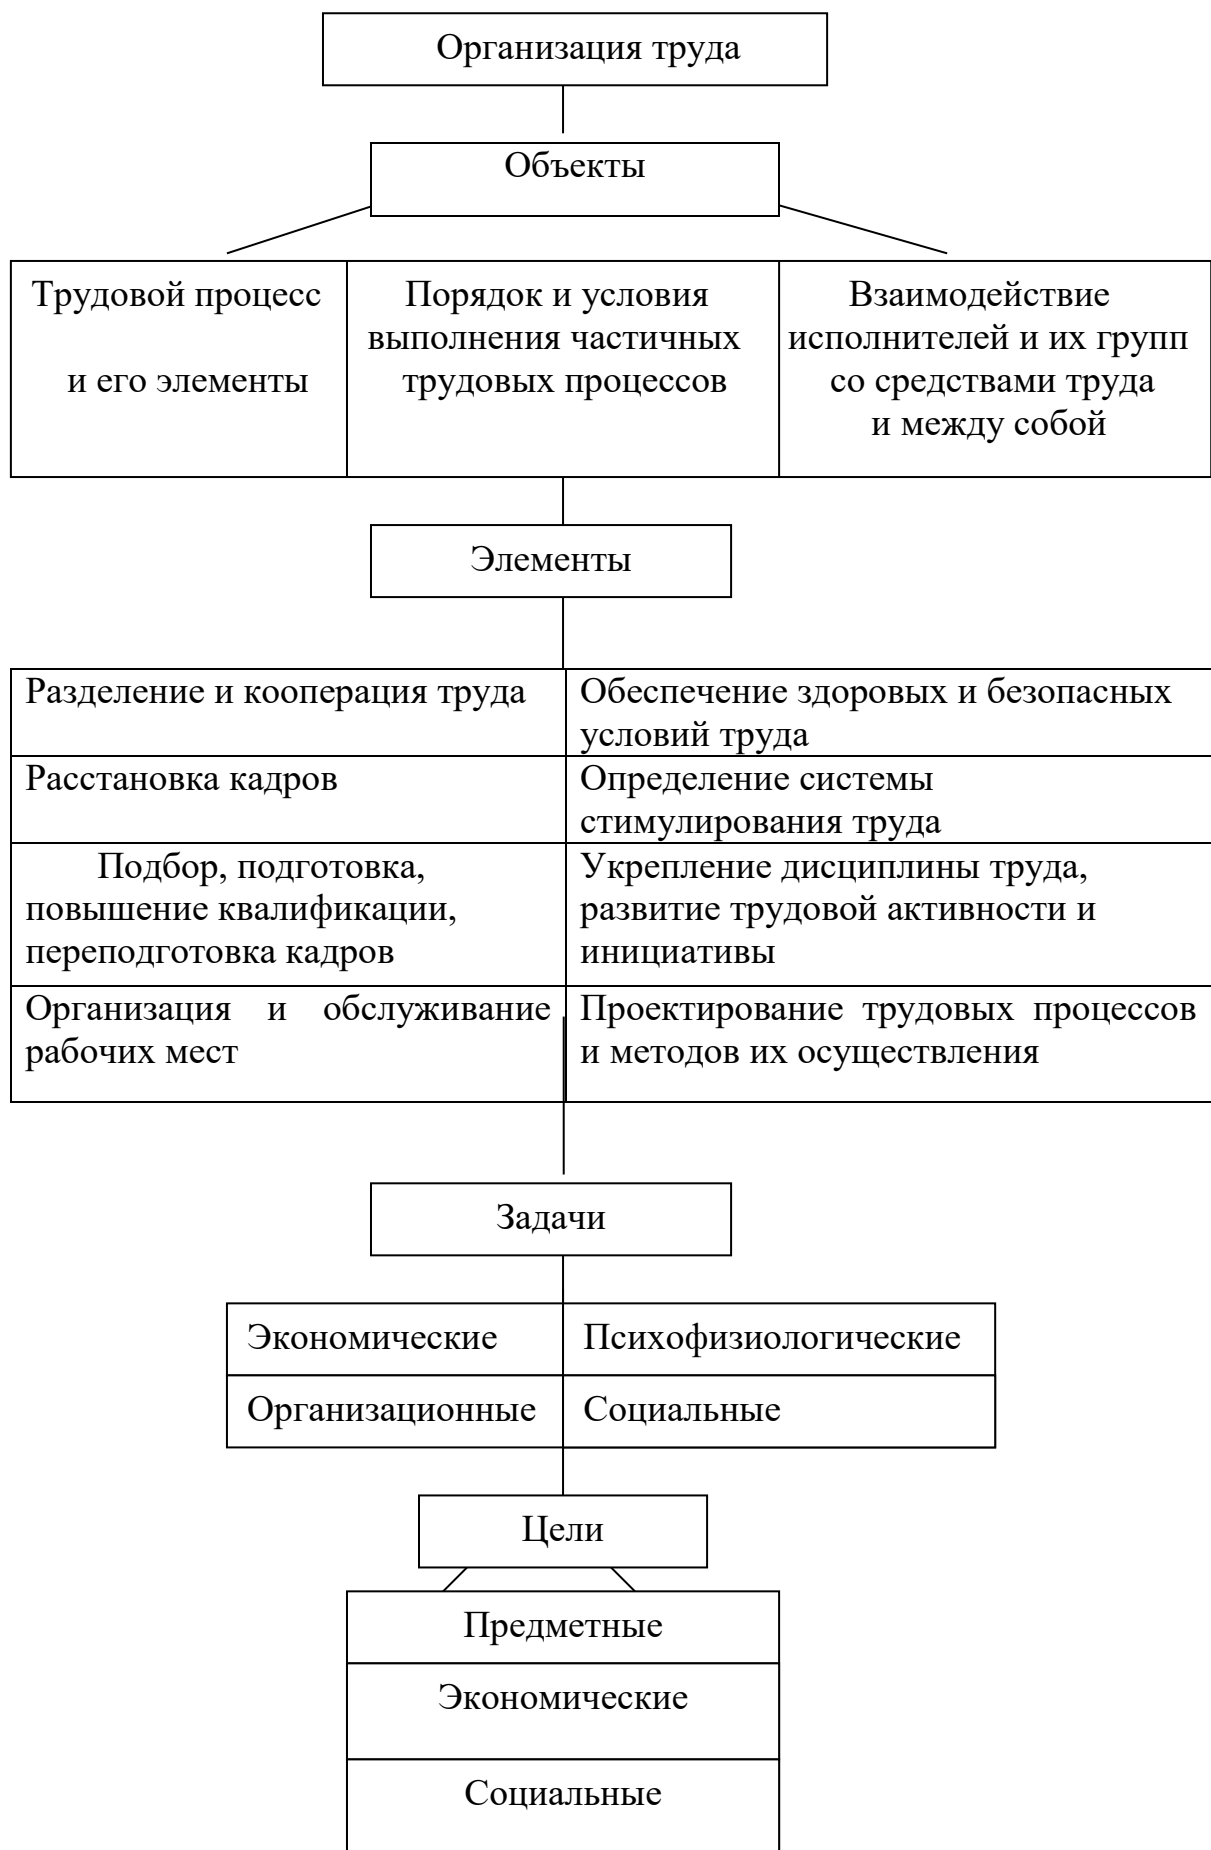 Организация труда
Объекты
Трудовой процесс
и его элементы
Порядок и условия
выполнения частичных
трудовых процессов
Взаимодействие
исполнителей и их групп
со средствами труда
и между собой
Элементы
Разделение и кооперация труда
Обеспечение здоровых и безопасных
условий труда
Расстановка кадров
Определение системы
стимулирования труда
Подбор, подготовка,
повышение квалификации,
переподготовка кадров
Укрепление дисциплины труда,
развитие трудовой активности и
инициативы
Организация и обслуживание
рабочих мест
Проектирование трудовых процессов
и методов их осуществления
Задачи
Экономические
Психофизиологические
Организационные
Социальные
Цели
Предметные
Экономические
Социальные